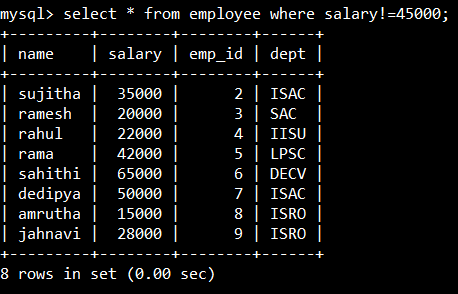 mysql> select * from employee where salary!=45000;
+---------+--------+--------+------+
| name    | salary | emp_id | dept |
+---------+--------+--------+------+
| sujitha |  35000 |      2 | ISAC |
| ramesh  |  20000 |      3 | SAC  |
| rahul   |  22000 |      4 | IISU |
| rama    |  42000 |      5 | LPSC |
| sahithi |  65000 |      6 | DECV |
| dedipya |  50000 |      7 | ISAC |
| amrutha |  15000 |      8 | ISRO |
| jahnavi |  28000 |      9 | ISRO |
+---------+--------+--------+------+
8 rows in set (0.00 sec)